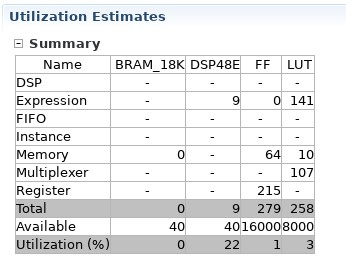 Utilization Estimates
Summary
Name BRAM_18K DSP48E FF LUT
DSP - - - -
Expression - 9 0 141
FIFO - - - -
Instance - - - -
Memory 0 - 64 10
Multiplexer - - - 107
Register - - 215 -
Total 0 9 279 258
Available 40 40 16000 8000
Utilization (%) 0 22 1 3